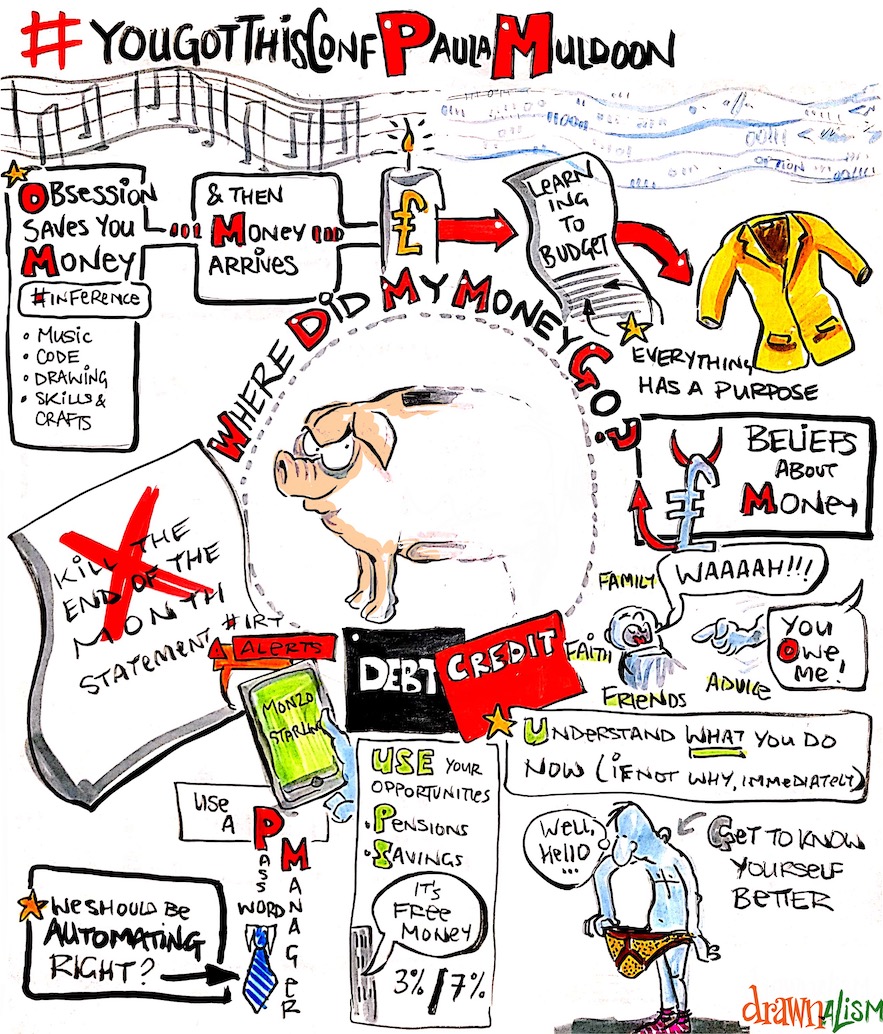 #YOUGOTTHISCONF PAULA MULDOON
OBSESSION
SAVES YOU
MONEY
#INFERENCE
• MUSIC
• CODE
• DRAWING
• SKILLS &
CRAFTS
& THEN
MONEY
ARRIVES
£
LEARN
ING
TO
BUDGET
EVERYTHING
HAS A PURPOSE
WHERE DID MY MONEY GO?
BELIEFS
ABOUT
MONEY
£
FAMILY
WAAAAH!!!
FAITH
FRIENDS
ADVICE
YOU
OWE
ME!
KILL THE
END OF THE
MONTH
STATEMENT
#IRT
ALERTS
MONZO
STARLING
DEBT
CREDIT
UNDERSTAND WHAT YOU DO
NOW (IF NOT WHY, IMMEDIATELY)
USE YOUR
OPPORTUNITIES
• PENSIONS
• SAVINGS
IT'S
FREE
MONEY
3% / 7%
USE
A
PASSWORD
MANAGER
WE SHOULD BE
AUTOMATING
RIGHT?
WELL,
HELLO
...
GET TO KNOW
YOURSELF
BETTER
drawnalism